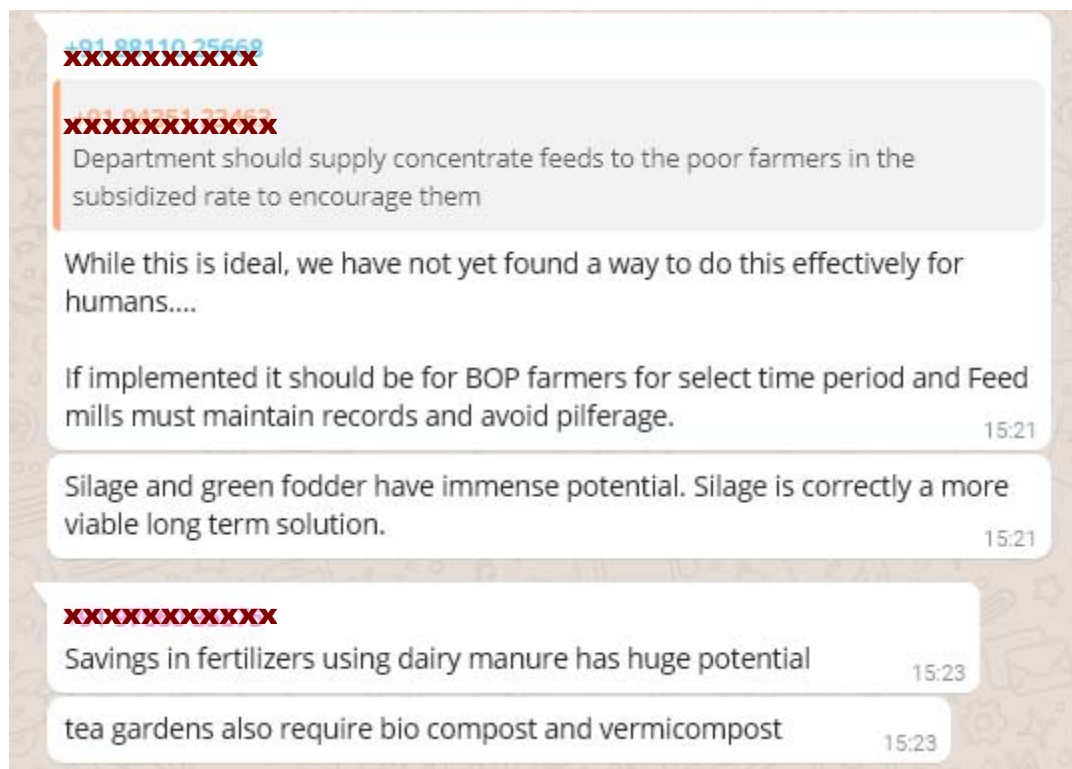 xxxxxxxxxx
xxxxxxxxxxx
Department should supply concentrate feeds to the poor farmers in the
subsidized rate to encourage them
While this is ideal, we have not yet found a way to do this effectively for
humans....
If implemented it should be for BOP farmers for select time period and Feed
mills must maintain records and avoid pilferage.
15:21
Silage and green fodder have immense potential. Silage is correctly a more
viable long term solution.
15:21
xxxxxxxxxxx
Savings in fertilizers using dairy manure has huge potential
15:23
tea gardens also require bio compost and vermicompost
15:23